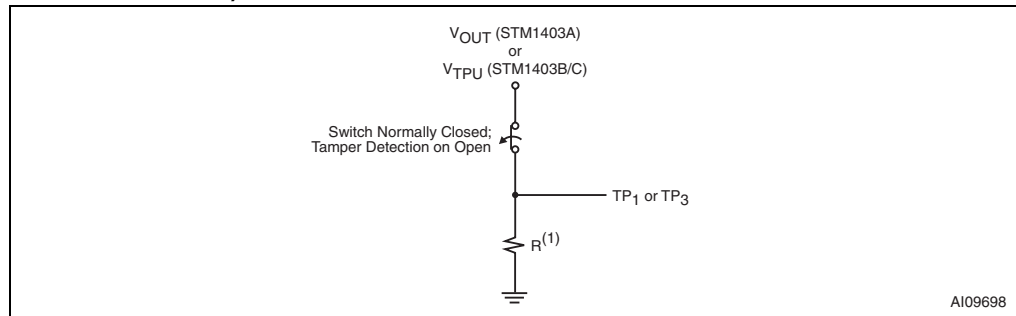 VOUT (STM1403A)
or
VTPU (STM1403B/C)
Switch Normally Closed;
Tamper Detection on Open
TP1 or TP3
R(1)
AI09698